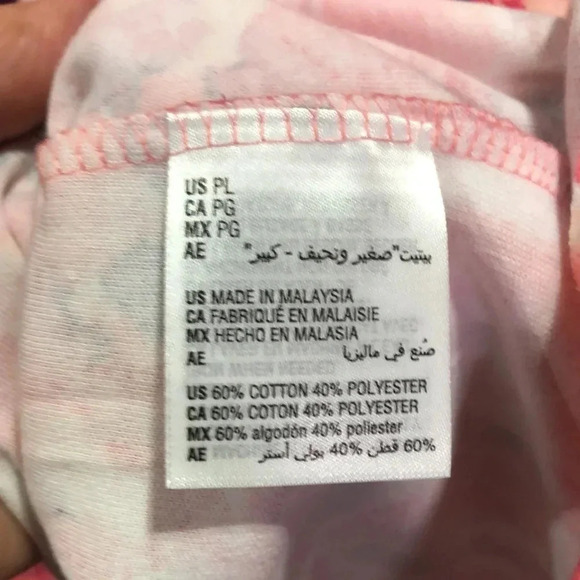 US PL
CA PG
MX PG
AE بيتيت"صغير ونحيف - كبير"
US MADE IN MALAYSIA
CA FABRIQUÉ EN MALAISIE
MX HECHO EN MALASIA
AE صُنع في ماليزيا
US 60% COTTON 40% POLYESTER
CA 60% COTON 40% POLYESTER
MX 60% algodón 40% poliester
AE 60% قطن 40% بولي أستر